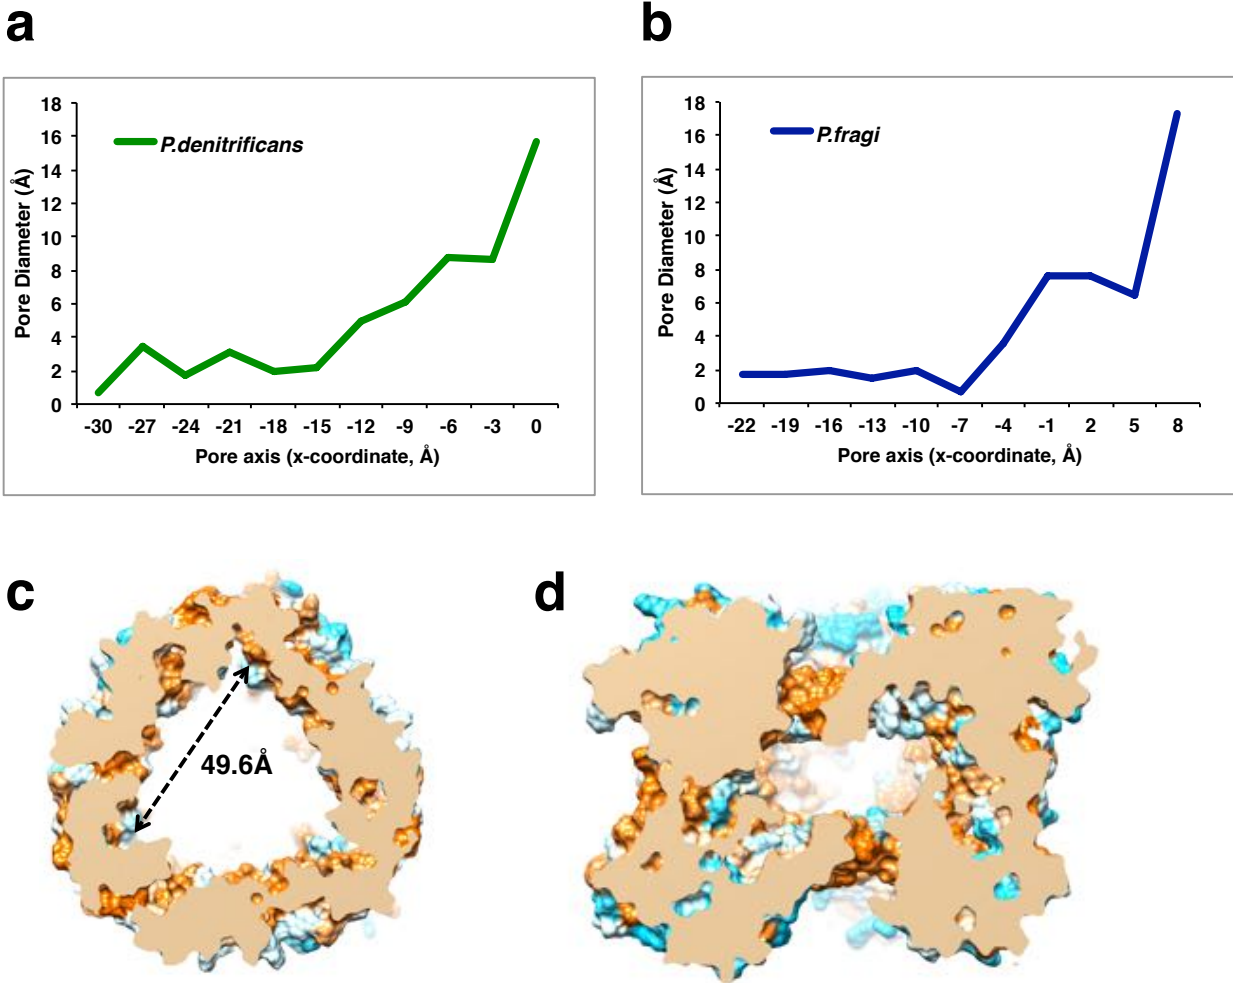 a
b
18
16
14
12
10
8
6
4
2
0
Pore Diameter (Å)
P.denitrificans
-30 -27 -24 -21 -18 -15 -12 -9 -6 -3 0
Pore axis (x-coordinate, Å)
18
16
14
12
10
8
6
4
2
0
Pore Diameter (Å)
P.fragi
-22 -19 -16 -13 -10 -7 -4 -1 2 5 8
Pore axis (x-coordinate, Å)
c
d
49.6Å